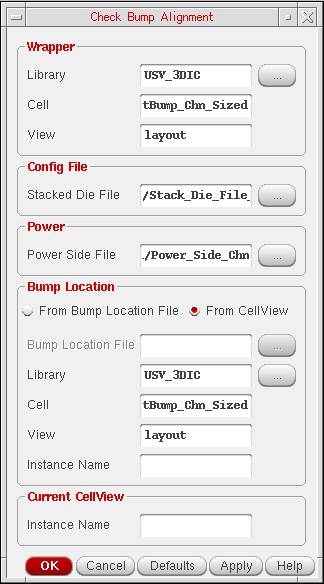 Check Bump Alignment
Wrapper
Library USV_3DIC ...
Cell tBump_Chn_Sized
View layout
Config File
Stacked Die File /Stack_Die_File_ ...
Power
Power Side File ./Power_Side_Chn ...
Bump Location
From Bump Location File From CellView
Bump Location File ...
Library USV_3DIC ...
Cell tBump_Chn_Sized
View layout
Instance Name
Current CellView
Instance Name
OK Cancel Defaults Apply Help